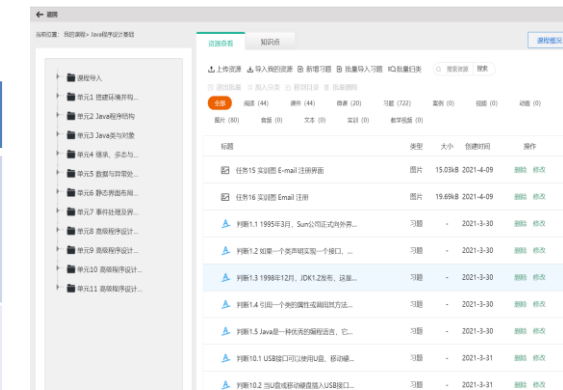 ← 返回
当前位置： 我的课程> Java程序设计基础
课程概况
资源查看 知识点
上传资源 导入我的资源 新增习题 批量导入习题 批量归类 搜索资源 搜索
退出批量 加入分类 移动目录 批量删除
全部 阅读 (44) 课件 (44) 微课 (20) 习题 (722) 案例 (0) 视频 (0) 动画 (0)
图片 (80) 音频 (0) 文本 (0) 实训 (0) 教学视频 (0)
课程导入
单元1 搭建环境并构...
单元2 Java程序结构
单元3 Java类与对象
单元4 继承、多态与...
单元5 数据与异常处...
单元6 静态界面布局...
单元7 事件处理及界...
单元8 高级程序设计...
单元9 高级程序设计...
单元10 高级程序设计...
单元11 高级程序设计...
标题 类型 大小 创建时间 操作
任务15 实训图 E-mail 注册界面 图片 15.03kB 2021-4-09 删除 修改
任务16 实训图 Email 注册 图片 19.69kB 2021-4-09 删除 修改
判断1.1 1995年3月，Sun公司正式向外界... 习题 - 2021-3-30 删除 修改
判断1.2 如果一个类声明实现一个接口，... 习题 - 2021-3-30 删除 修改
判断1.3 1998年12月，JDK1.2发布，这是... 习题 - 2021-3-30 删除 修改
判断1.4 引用一个类的属性或调用其方法... 习题 - 2021-3-30 删除 修改
判断1.5 Java是一种优秀的编程语言，它... 习题 - 2021-3-30 删除 修改
判断10.1 USB接口可以使用U盘、移动硬... 习题 - 2021-3-31 删除 修改
判断10.2 当U盘或移动硬盘插入USB接口... 习题 - 2021-3-31 删除 修改